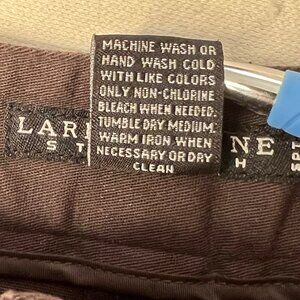 MACHINE WASH OR
HAND WASH COLD
WITH LIKE COLORS
ONLY NON-CHLORINE
BLEACH WHEN NEEDED.
TUMBLE DRY MEDIUM.
WARM IRON WHEN
NECESSARY OR DRY
CLEAN